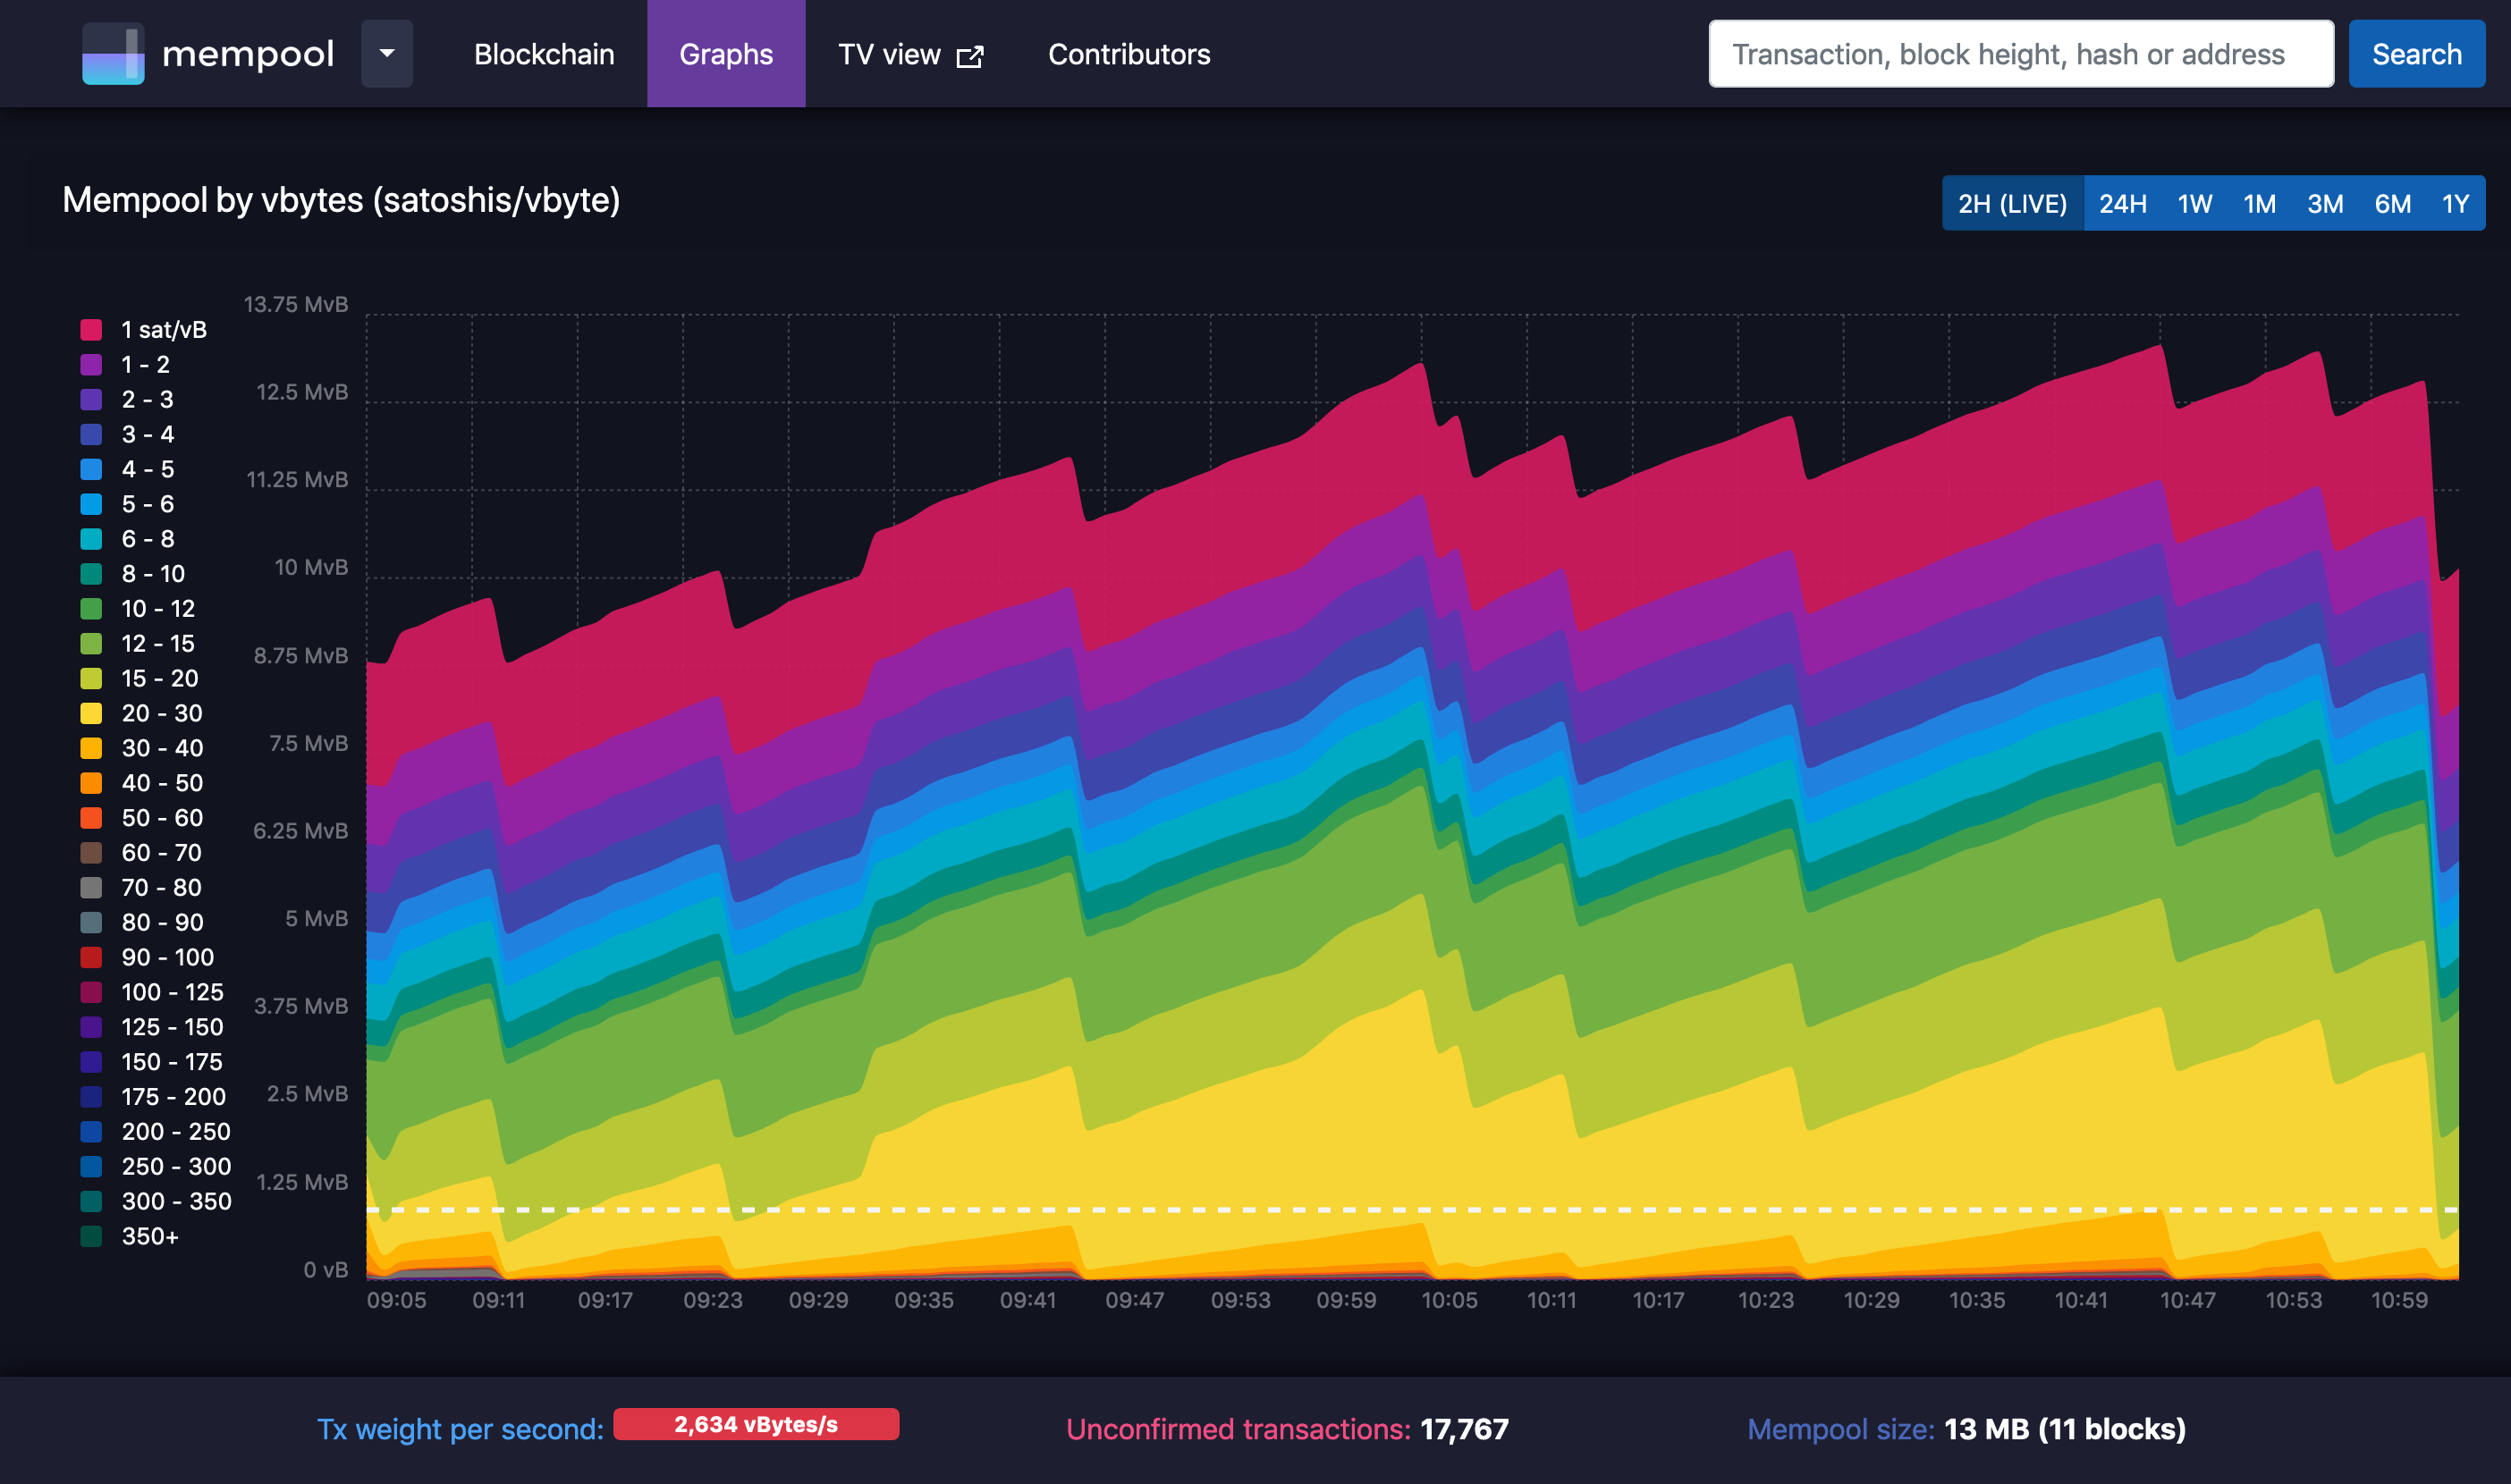 mempool Blockchain Graphs TV view Contributors Transaction, block height, hash or address Search
Mempool by vbytes (satoshis/vbyte) 2H (LIVE) 24H 1W 1M 3M 6M 1Y
1 sat/vB
1 - 2
2 - 3
3 - 4
4 - 5
5 - 6
6 - 8
8 - 10
10 - 12
12 - 15
15 - 20
20 - 30
30 - 40
40 - 50
50 - 60
60 - 70
70 - 80
80 - 90
90 - 100
100 - 125
125 - 150
150 - 175
175 - 200
200 - 250
250 - 300
300 - 350
350+
13.75 MvB
12.5 MvB
11.25 MvB
10 MvB
8.75 MvB
7.5 MvB
6.25 MvB
5 MvB
3.75 MvB
2.5 MvB
1.25 MvB
0 vB
09:05 09:11 09:17 09:23 09:29 09:35 09:41 09:47 09:53 09:59 10:05 10:11 10:17 10:23 10:29 10:35 10:41 10:47 10:53 10:59
Tx weight per second: 2,634 vBytes/s Unconfirmed transactions: 17,767 Mempool size: 13 MB (11 blocks)